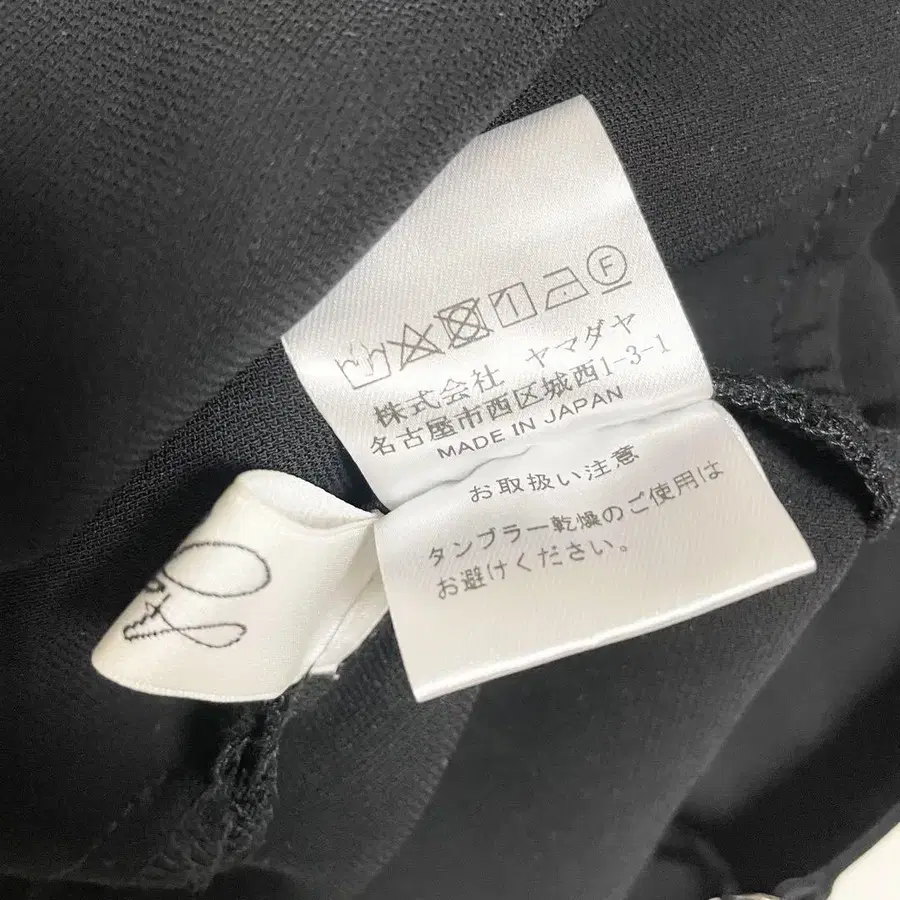 F
株式会社 ヤマダヤ
名古屋市西区城西1-3-1
MADE IN JAPAN
お取扱い注意
タンブラー乾燥のご使用は
お避けください。